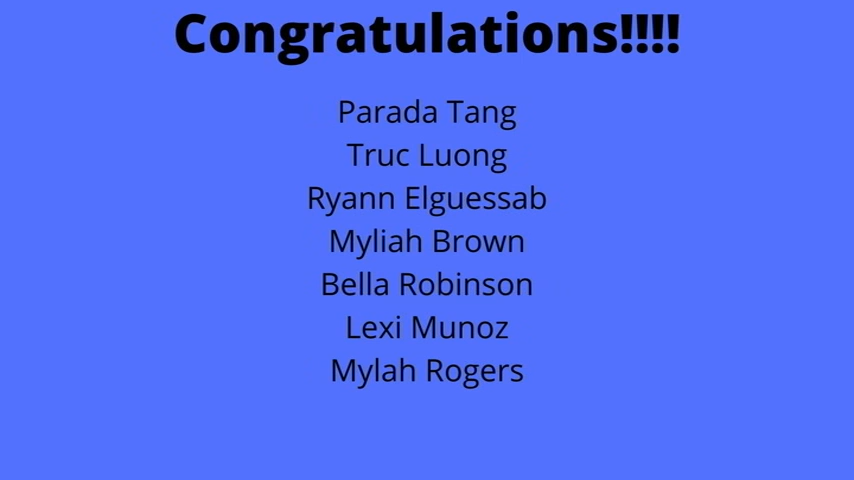 Congratulations!!!!
Parada Tang
Truc Luong
Ryann Elguessab
Myliah Brown
Bella Robinson
Lexi Munoz
Mylah Rogers